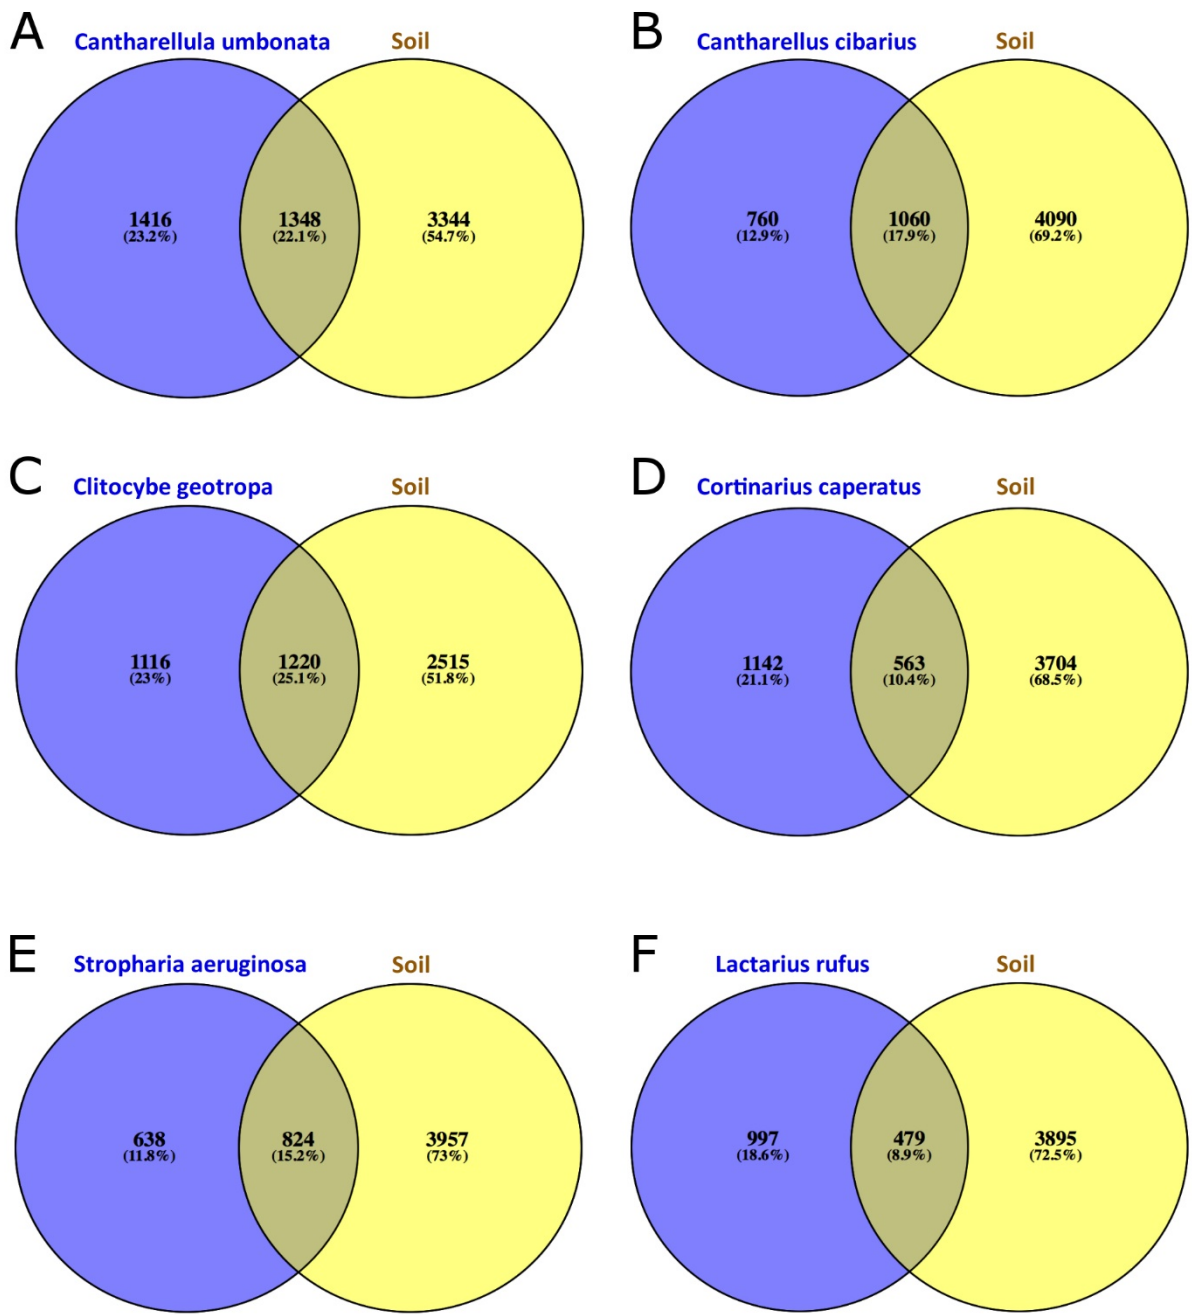 A Cantharellula umbonata Soil
1416 1348 3344
(23.2%) (22.1%) (54.7%)
B Cantharellus cibarius Soil
760 1060 4090
(12.9%) (17.9%) (69.2%)
C Clitocybe geotropa Soil
1116 1220 2515
(23%) (25.1%) (51.8%)
D Cortinarius caperatus Soil
1142 563 3704
(21.1%) (10.4%) (68.5%)
E Stropharia aeruginosa Soil
638 824 3957
(11.8%) (15.2%) (73%)
F Lactarius rufus Soil
997 479 3895
(18.6%) (8.9%) (72.5%)